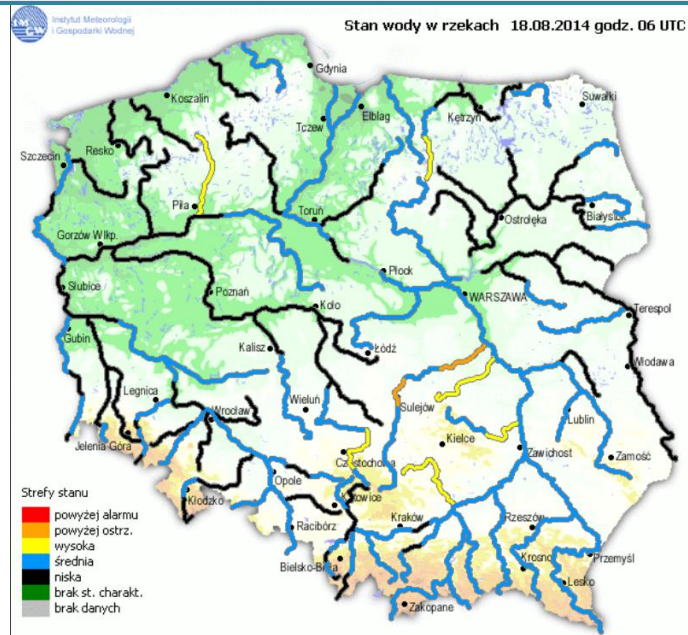 Instytut Meteorologii
i Gospodarki Wodnej
Stan wody w rzekach 18.08.2014 godz. 06 UTC
Gdynia
Koszalin
Suwałki
Elbląg
Kętrzyn
Tczew
Resko
Szczecin
Piła
Toruń
Białystok
Ostrołęka
Gorzów Wlkp.
Płock
Słubice
Poznań
WARSZAWA
Koło
Terespol
Gubin
Kalisz
Łódź
Włodawa
Legnica
Wieluń
Sulejów
Lublin
Wrocław
Kielce
Jelenia Góra
Zawichost
Zamość
Częstochowa
Opole
Kłodzko
Katowice
Kraków
Rzeszów
Racibórz
Przemyśl
Bielsko-Biała
Krosno
Lesko
Zakopane
Strefy stanu
powyżej alarmu
powyżej ostrz.
wysoka
średnia
niska
brak st. charakt.
brak danych